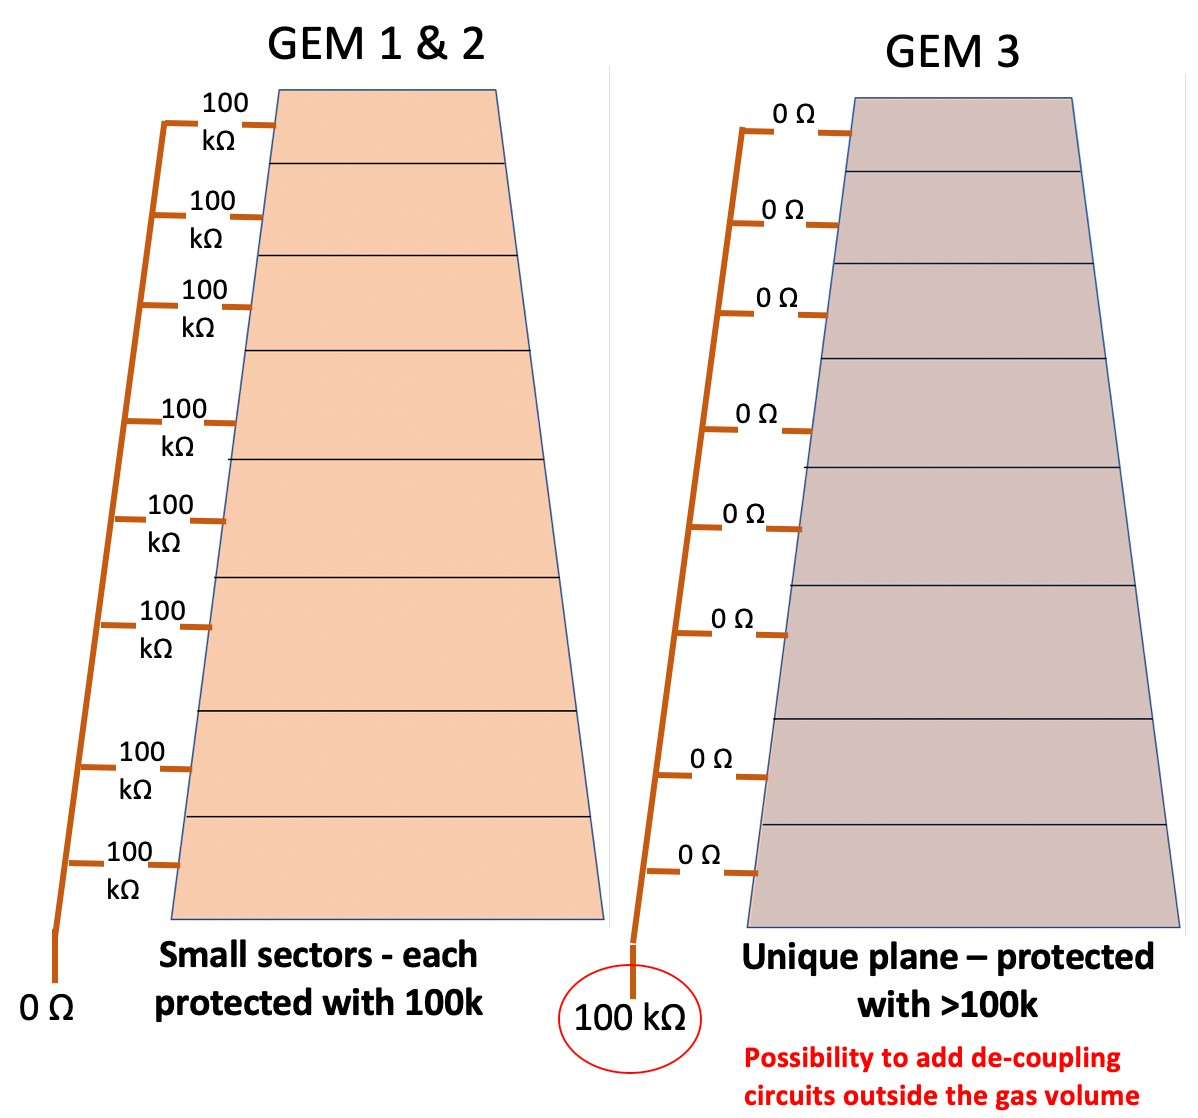 GEM 1 & 2
100
kΩ
100
kΩ
100
kΩ
100
kΩ
100
kΩ
100
kΩ
100
kΩ
100
kΩ
0 Ω
Small sectors - each
protected with 100k
GEM 3
0 Ω
0 Ω
0 Ω
0 Ω
0 Ω
0 Ω
0 Ω
0 Ω
100 kΩ
Unique plane – protected
with >100k
Possibility to add de-coupling
circuits outside the gas volume